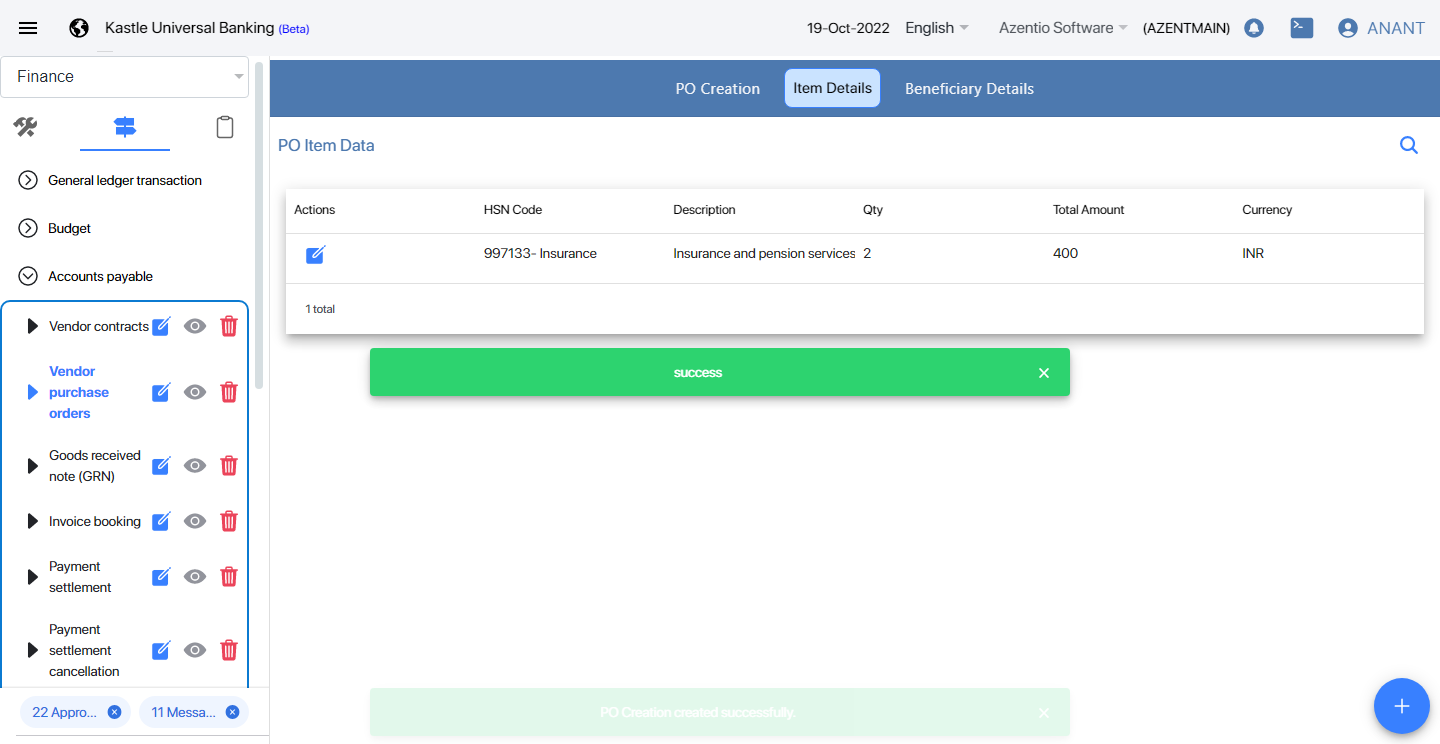 Kastle Universal Banking (Beta)
19-Oct-2022 English Azentio Software (AZENTMAIN) ANANT
Finance
General ledger transaction
Budget
Accounts payable
Vendor contracts
Vendor
purchase
orders
Goods received
note (GRN)
Invoice booking
Payment
settlement
Payment
settlement
cancellation
22 Appro...
11 Messa...
PO Creation Item Details Beneficiary Details
PO Item Data
Actions HSN Code Description Qty Total Amount Currency
997133- Insurance Insurance and pension services 2 400 INR
1 total
success
PO Creation created successfully.